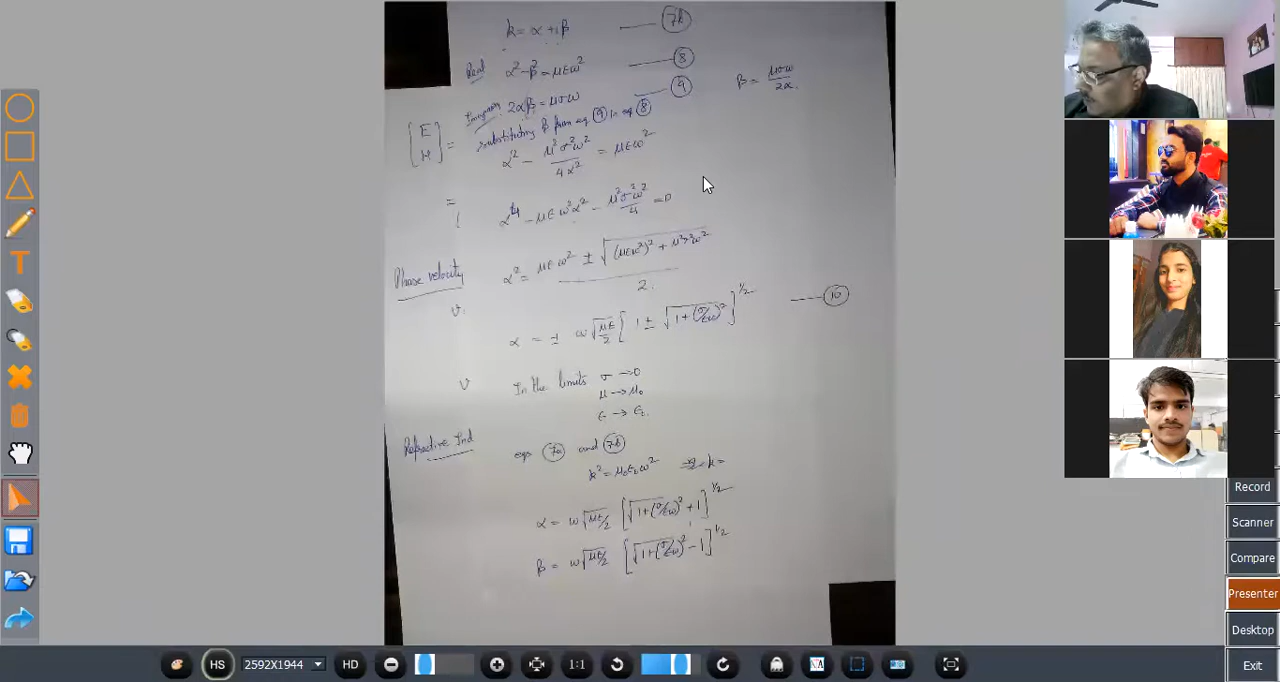 k = α + iβ —— (7b)
Real α² - β² = μεω² —— (8)
Imaginary 2αβ = μσω —— (9)
β = μσω / 2α
substituting β from eq (9) in eq (8)
[E H] =
α² - μ²σ²ω² / 4α² = μεω²
=
α⁴ - μεω²α² - μ²σ²ω² / 4 = 0
Phase velocity
α² = μεω² ± √((μεω²)² + μ²σ²ω²) / 2
v
α = ± ω√(με/2) [1 ± √(1 + (σ/εω)²)]^1/2 —— (10)
v In the limits σ → 0
μ → μ₀
ε → ε₀
Refractive Ind
eqs (7a) and (7b)
k² = μ₀ε₀ω² k =
α = ω√(με/2) [√(1 + (σ/εω)²) + 1]^1/2
β = ω√(με/2) [√(1 + (σ/εω)²) - 1]^1/2
T
Record
Scanner
Compare
Presenter
Desktop
Exit
HS 2592X1944 HD 1:1